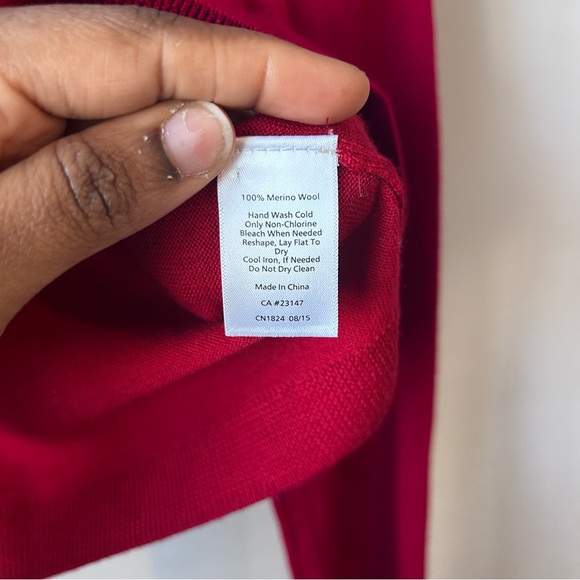 100% Merino Wool
Hand Wash Cold
Only Non-Chlorine
Bleach When Needed
Reshape, Lay Flat To
Dry
Cool Iron, If Needed
Do Not Dry Clean
Made In China
CA #23147
CN1824 08/15